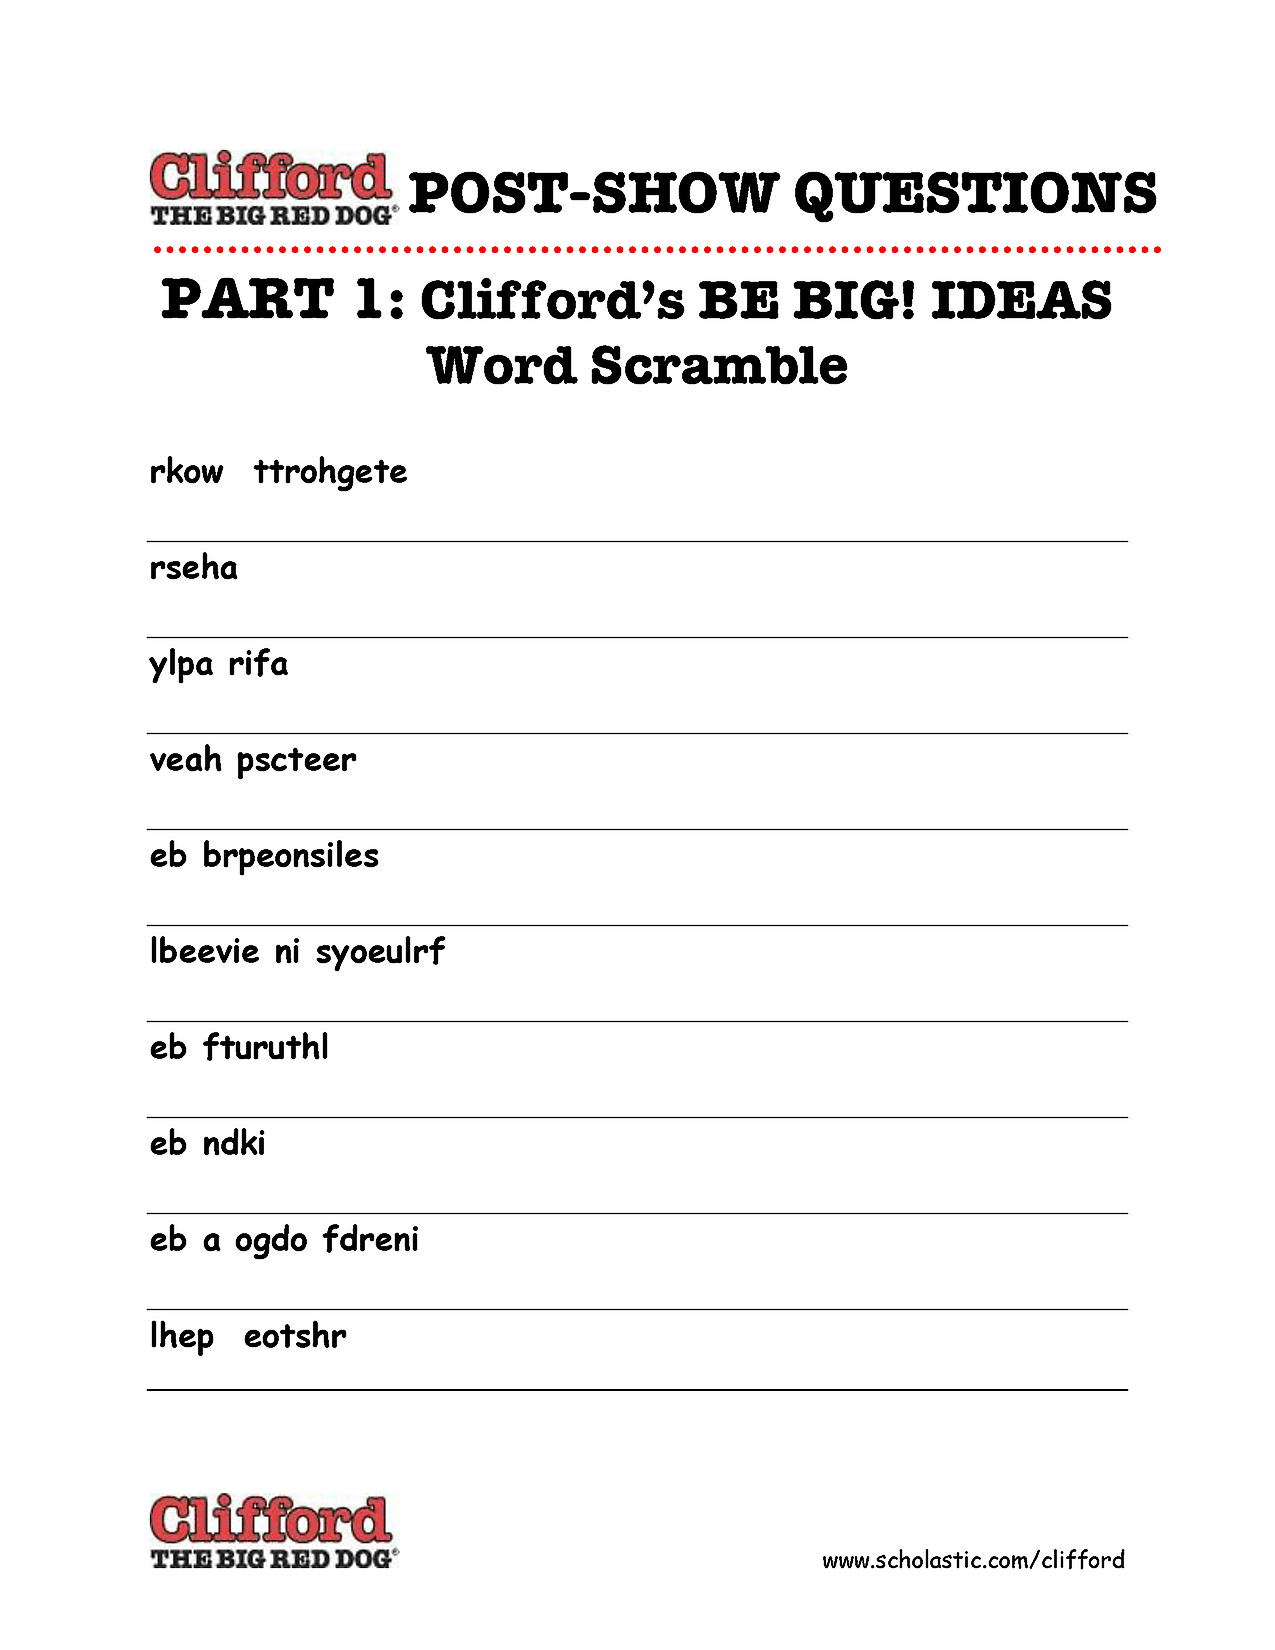 Clifford
THE BIG RED DOG®
POST-SHOW QUESTIONS
PART 1: Clifford’s BE BIG! IDEAS
Word Scramble
rkow ttrohgete
rseha
ylpa rifa
veah pscteer
eb brpeonsiles
lbeevie ni syoeulrf
eb fturuthl
eb ndki
eb a ogdo fdreni
lhep eotshr
Clifford
THE BIG RED DOG®
www.scholastic.com/clifford